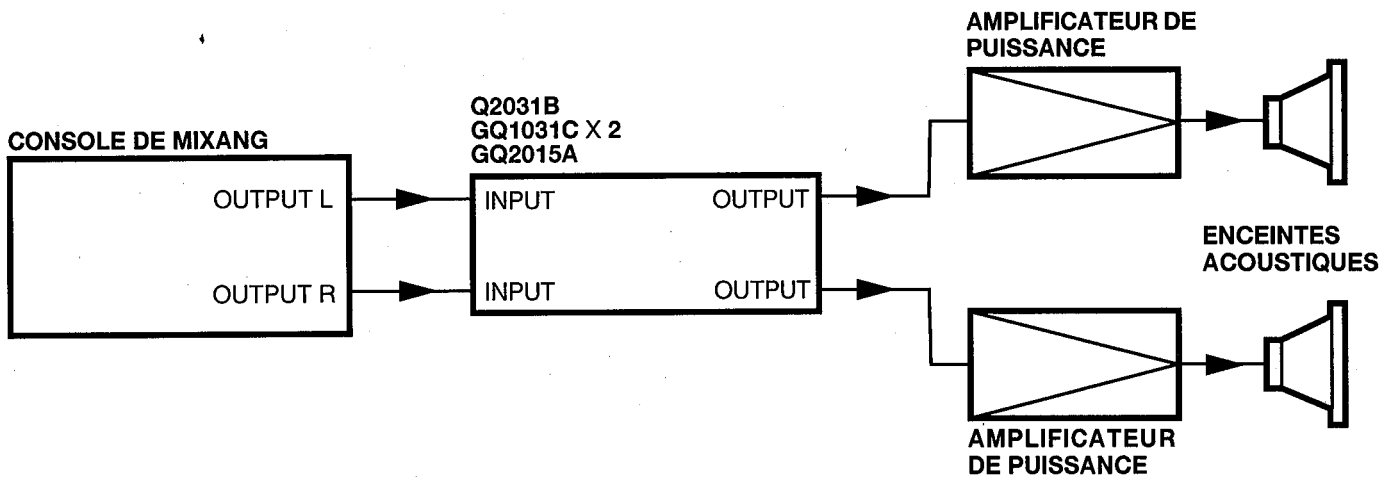 AMPLIFICATEUR DE
PUISSANCE
Q2031B
GQ1031C X 2
GQ2015A
CONSOLE DE MIXANG
OUTPUT L
INPUT
OUTPUT
ENCEINTES
ACOUSTIQUES
OUTPUT R
INPUT
OUTPUT
AMPLIFICATEUR
DE PUISSANCE